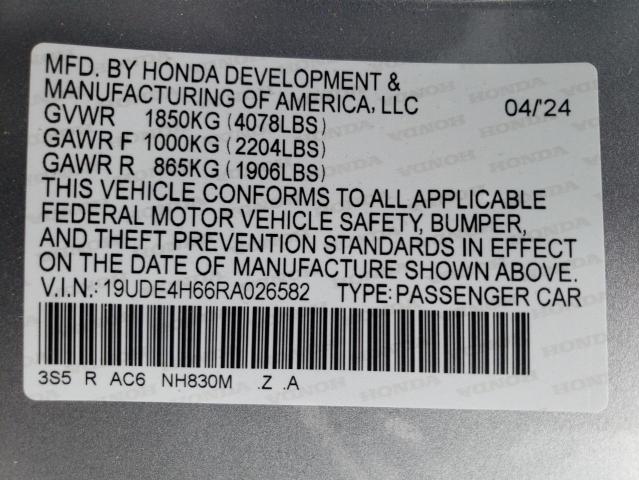 MFD. BY HONDA DEVELOPMENT &
MANUFACTURING OF AMERICA, LLC 04/'24
GVWR 1850KG (4078LBS)
GAWR F 1000KG (2204LBS)
GAWR R 865KG (1906LBS)
THIS VEHICLE CONFORMS TO ALL APPLICABLE
FEDERAL MOTOR VEHICLE SAFETY, BUMPER,
AND THEFT PREVENTION STANDARDS IN EFFECT
ON THE DATE OF MANUFACTURE SHOWN ABOVE.
V.I.N.: 19UDE4H66RA026582 TYPE: PASSENGER CAR
3S5 R AC6 NH830M .Z .A